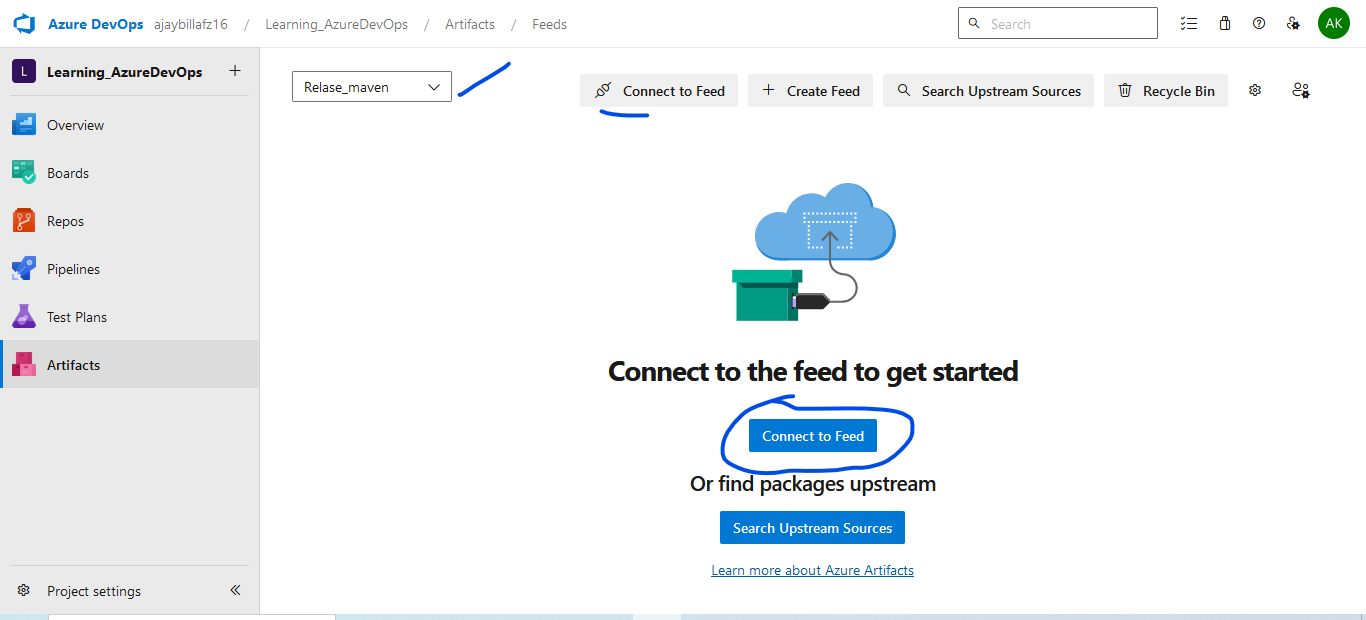 Azure DevOps ajaybillafz16 / Learning_AzureDevOps / Artifacts / Feeds Search AK
L Learning_AzureDevOps +
Relase_maven Connect to Feed + Create Feed Search Upstream Sources Recycle Bin
Overview
Boards
Repos
Pipelines
Test Plans
Artifacts
Connect to the feed to get started
Connect to Feed
Or find packages upstream
Search Upstream Sources
Learn more about Azure Artifacts
Project settings